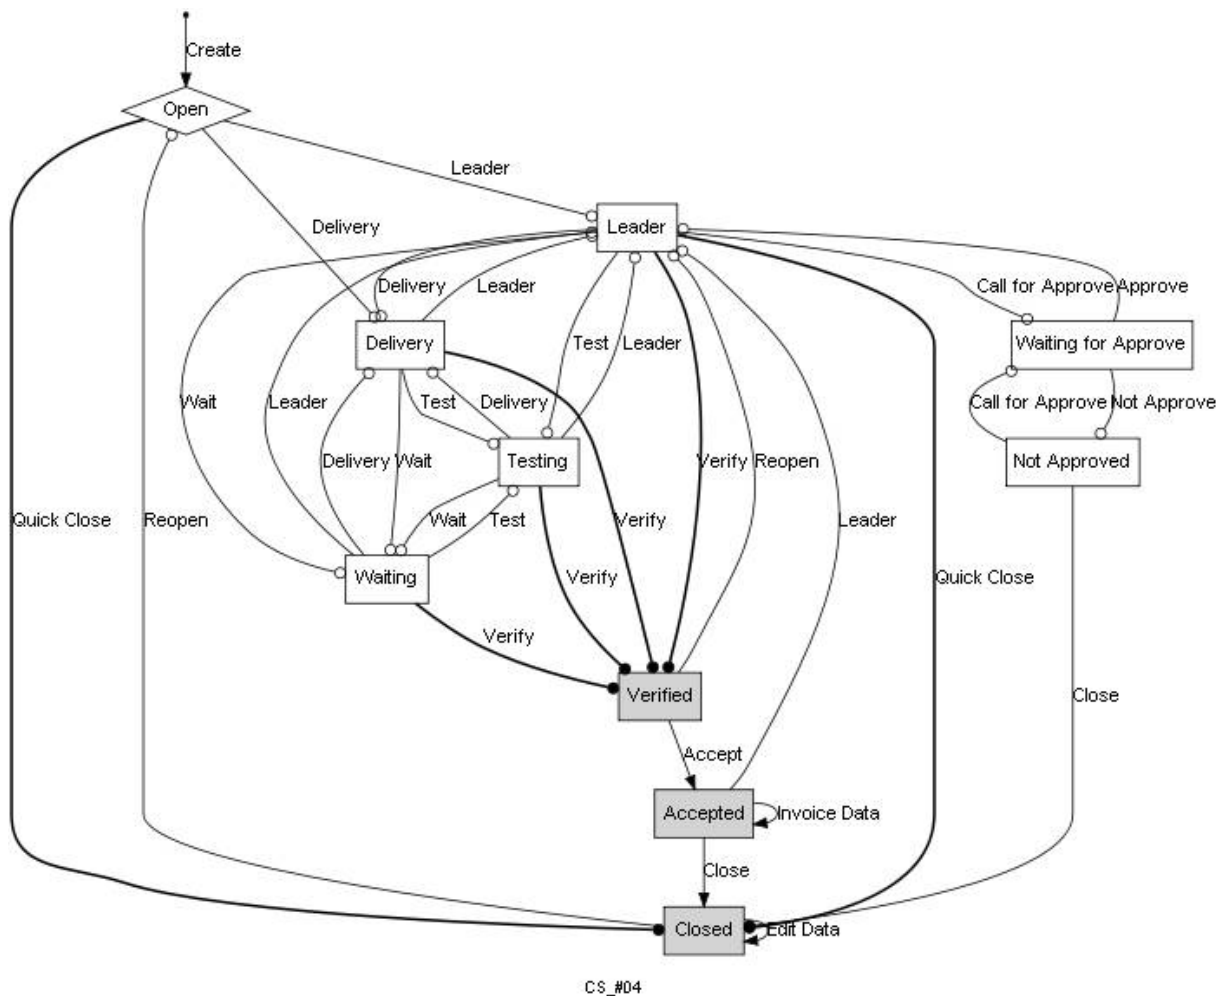 Create
Open
Leader
Delivery
Leader
Delivery
Leader
Call for Approve
Approve
Delivery
Test
Leader
Waiting for Approve
Wait
Leader
Test
Delivery
Verify
Reopen
Call for Approve
Not Approve
Delivery
Wait
Testing
Not Approved
Quick Close
Reopen
Wait
Test
Verify
Leader
Quick Close
Waiting
Verify
Verify
Verified
Close
Accept
Accepted
Invoice Data
Close
Closed
Edit Data
CS_#04